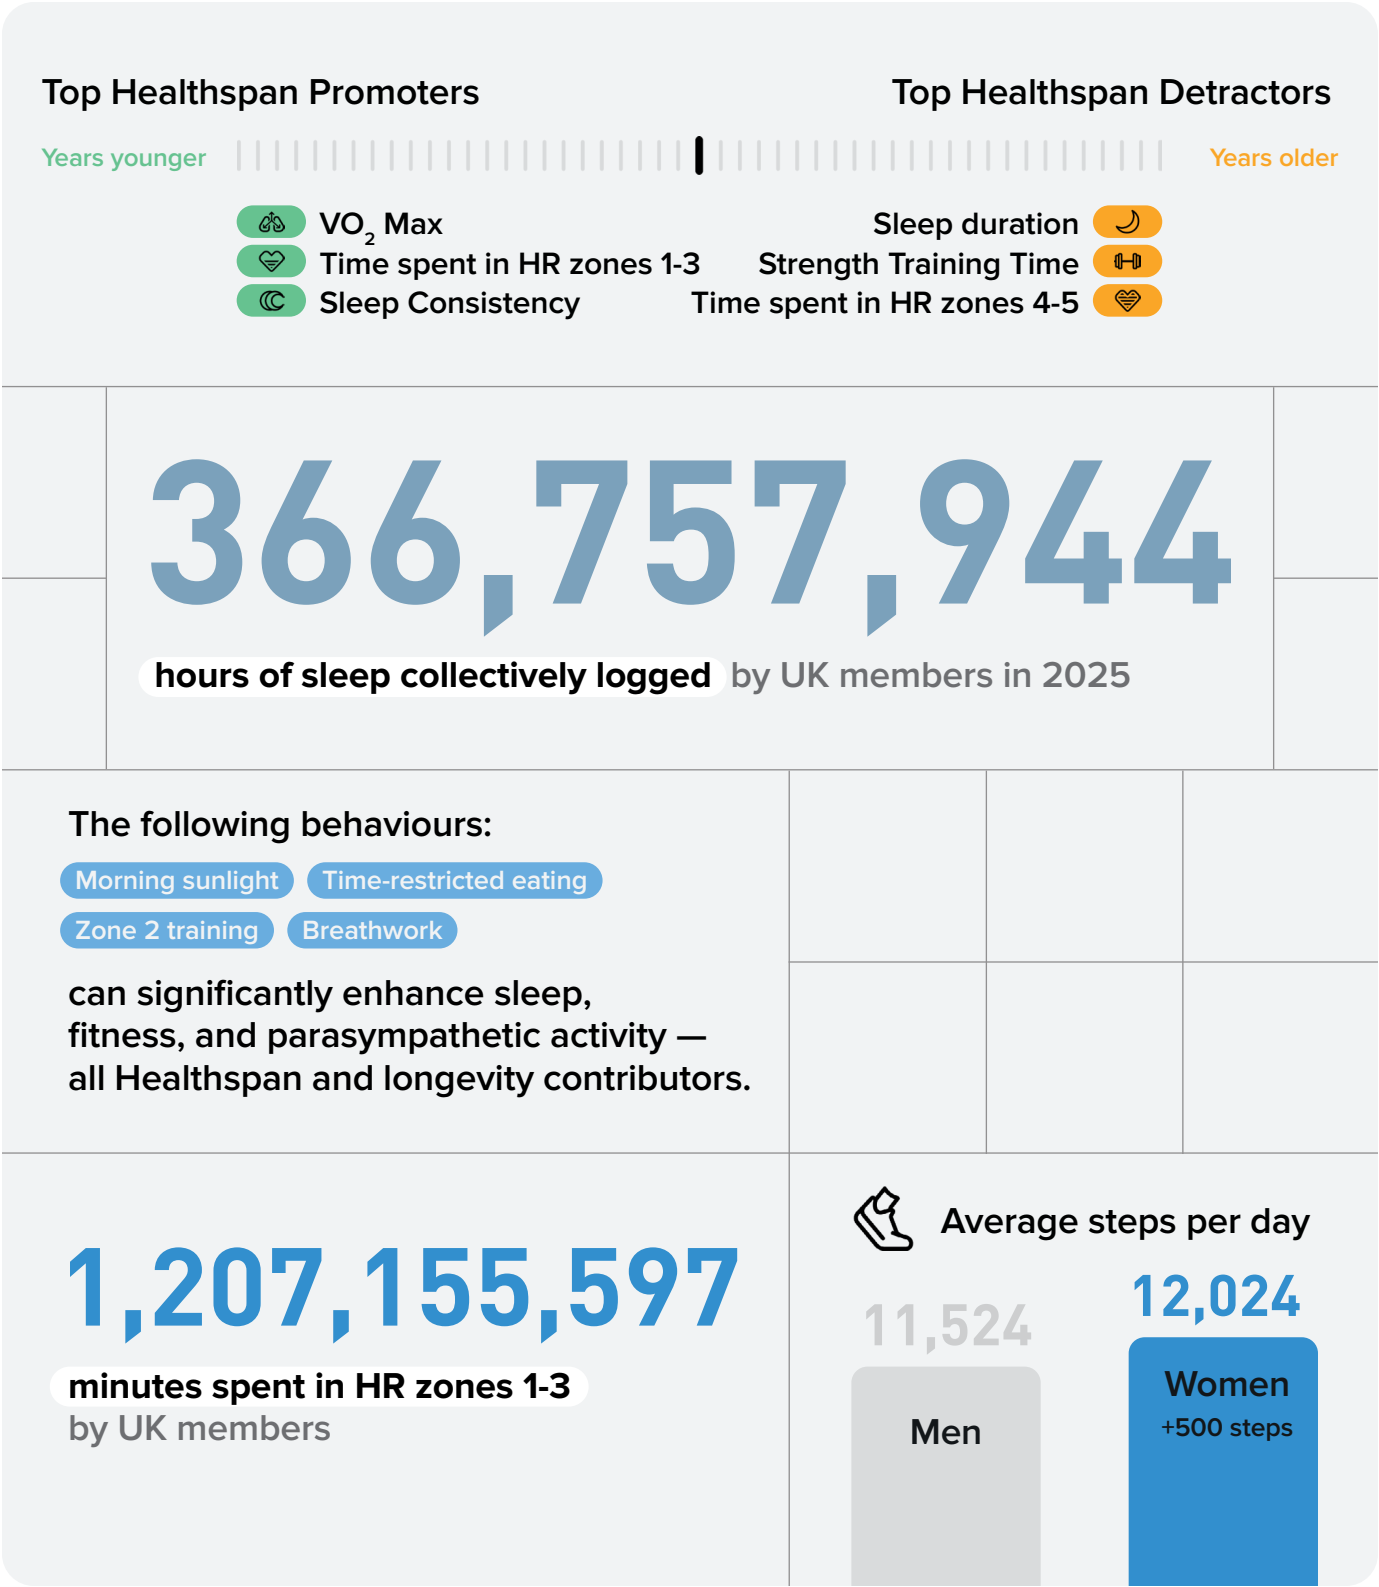 Top Healthspan Promoters
Top Healthspan Detractors
Years younger
Years older
VO₂ Max
Time spent in HR zones 1-3
Sleep Consistency
Sleep duration
Strength Training Time
Time spent in HR zones 4-5
366,757,944
hours of sleep collectively logged by UK members in 2025
The following behaviours:
Morning sunlight Time-restricted eating
Zone 2 training Breathwork
can significantly enhance sleep,
fitness, and parasympathetic activity —
all Healthspan and longevity contributors.
1,207,155,597
minutes spent in HR zones 1-3
by UK members
Average steps per day
11,524
Men
12,024
Women
+500 steps